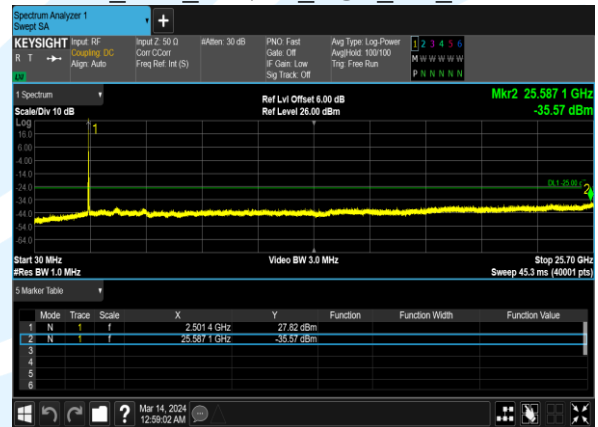 Spectrum Analyzer 1
Swept SA
+
KEYSIGHT Input: RF Input Z: 50 Ω #Atten: 30 dB PNO: Fast Avg Type: Log-Power 1 2 3 4 5 6
R T Coupling: DC Corr CCorr Gate: Off Avg|Hold: 100/100 M W W W W W
Align: Auto Freq Ref: Int (S) IF Gain: Low Trig: Free Run
LV Sig Track: Off P N N N N N
1 Spectrum Ref Lvl Offset 6.00 dB Mkr2 25.587 1 GHz
Scale/Div 10 dB Ref Level 26.00 dBm -35.57 dBm
Log
16.0
6.00
-4.00
-14.0
-24.0
-34.0
-44.0
-54.0
-64.0
1
2
Start 30 MHz Video BW 3.0 MHz Stop 25.70 GHz
#Res BW 1.0 MHz Sweep 45.3 ms (40001 pts)
5 Marker Table
Mode Trace Scale X Y Function Function Width Function Value
1 N 1 f 2.501 4 GHz 27.82 dBm
2 N 1 f 25.587 1 GHz -35.57 dBm
3
4
5
6
? Mar 14, 2024
12:59:02 AM